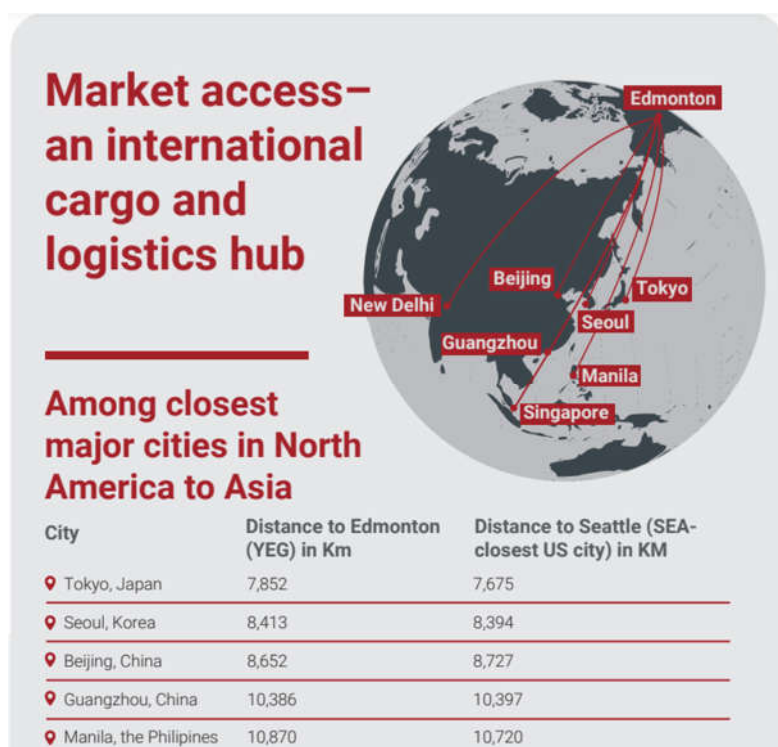 Market access–
an international
cargo and
logistics hub
Edmonton
Beijing
Tokyo
New Delhi
Seoul
Guangzhou
Manila
Singapore
Among closest
major cities in North
America to Asia
City Distance to Edmonton Distance to Seattle (SEA-
(YEG) in Km closest US city) in KM
Tokyo, Japan 7,852 7,675
Seoul, Korea 8,413 8,394
Beijing, China 8,652 8,727
Guangzhou, China 10,386 10,397
Manila, the Philipines 10,870 10,720